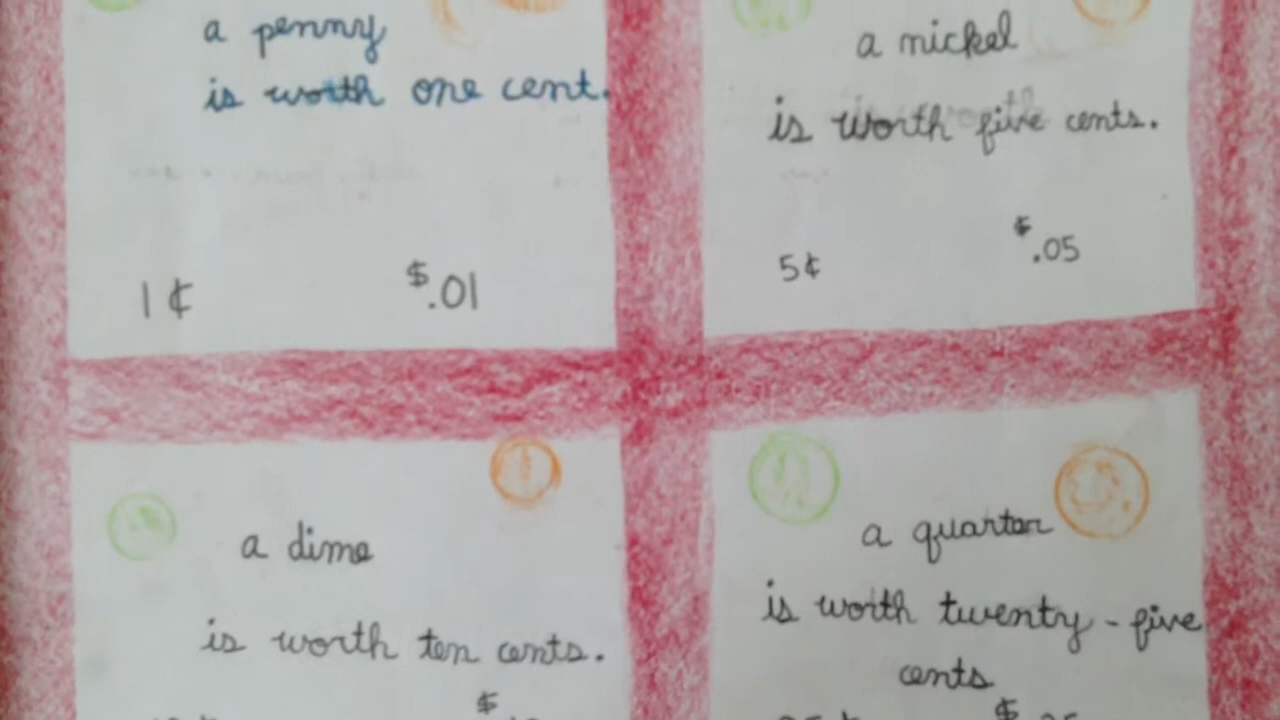 a penny
is worth one cent.
1¢
$.01
a nickel
is worth five cents.
5¢
$.05
a dime
is worth ten cents.
$
a quarter
is worth twenty-five
cents
$